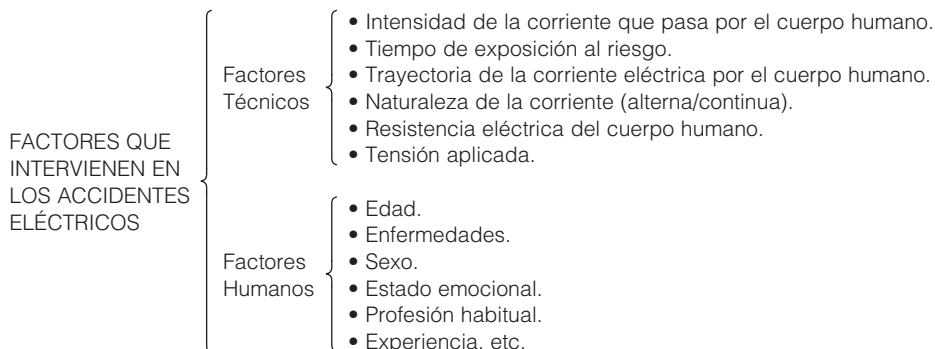 FACTORES QUE
INTERVIENEN EN
LOS ACCIDENTES
ELÉCTRICOS
Factores
Técnicos
• Intensidad de la corriente que pasa por el cuerpo humano.
• Tiempo de exposición al riesgo.
• Trayectoria de la corriente eléctrica por el cuerpo humano.
• Naturaleza de la corriente (alterna/continua).
• Resistencia eléctrica del cuerpo humano.
• Tensión aplicada.
Factores
Humanos
• Edad.
• Enfermedades.
• Sexo.
• Estado emocional.
• Profesión habitual.
• Experiencia, etc.